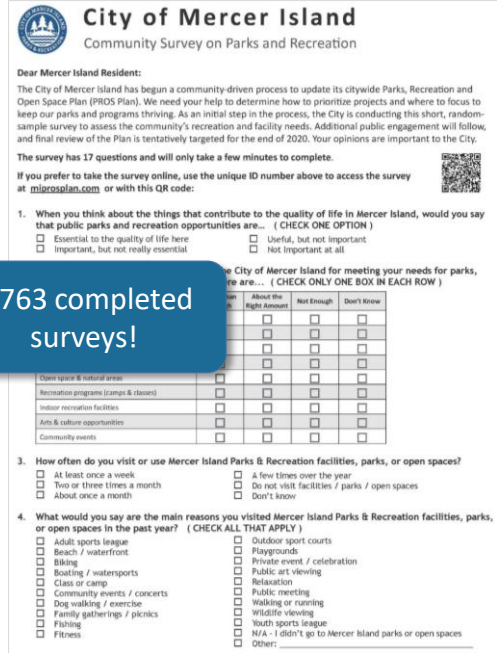 CITY OF MERCER ISLAND
PARKS & RECREATION
City of Mercer Island
Community Survey on Parks and Recreation
Dear Mercer Island Resident:
The City of Mercer Island has begun a community-driven process to update its citywide Parks, Recreation and
Open Space Plan (PROS Plan). We need your help to determine how to prioritize projects and where to focus to
keep our parks and programs thriving. As an initial step in the process, the City is conducting this short, random-
sample survey to assess the community's recreation and facility needs. Additional public engagement will follow,
and final review of the Plan is tentatively targeted for the end of 2020. Your opinions are important to the City.
The survey has 17 questions and will only take a few minutes to complete.
If you prefer to take the survey online, use the unique ID number above to access the survey
at miprosplan.com or with this QR code:
1. When you think about the things that contribute to the quality of life in Mercer Island, would you say
that public parks and recreation opportunities are... ( CHECK ONE OPTION )
Essential to the quality of life here
Useful, but not important
Important, but not really essential
Not important at all
e City of Mercer Island for meeting your needs for parks,
re are... ( CHECK ONLY ONE BOX IN EACH ROW )
763 completed
surveys!
About the
Right Amount
Not Enough
Don't Know
Open space & natural areas
Recreation programs (camps & classes)
Indoor recreation facilities
Arts & culture opportunities
Community events
3. How often do you visit or use Mercer Island Parks & Recreation facilities, parks, or open spaces?
At least once a week
A few times over the year
Two or three times a month
Do not visit facilities / parks / open spaces
About once a month
Don't know
4. What would you say are the main reasons you visited Mercer Island Parks & Recreation facilities, parks,
or open spaces in the past year? ( CHECK ALL THAT APPLY )
Adult sports league
Beach / waterfront
Biking
Boating / watersports
Class or camp
Community events / concerts
Dog walking / exercise
Family gatherings / picnics
Fishing
Fitness
Outdoor sport courts
Playgrounds
Private event / celebration
Public art viewing
Relaxation
Public meeting
Walking or running
Wildlife viewing
Youth sports league
N/A - I didn't go to Mercer Island parks or open spaces
Other: